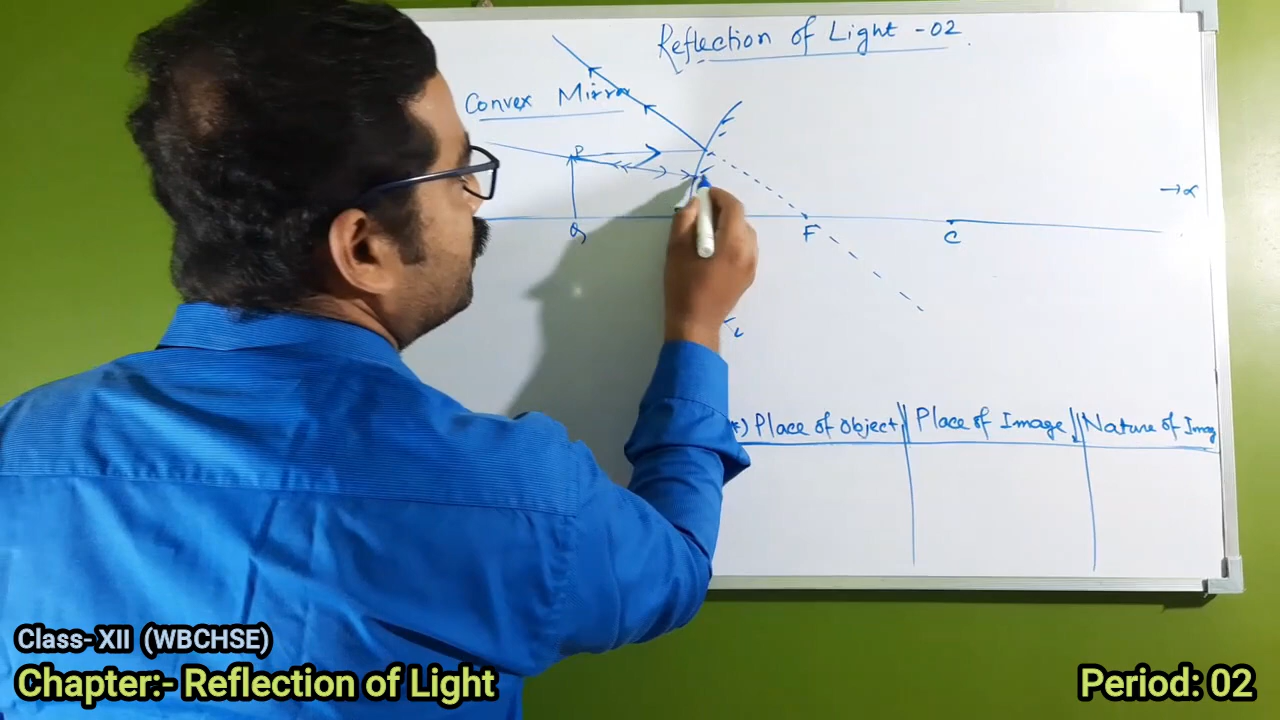 Reflection of Light - 02
Convex Mirror
P
→ ∝
Q
F
C
*) Place of Object
Place of Image
Nature of Imag
Class- XII (WBCHSE)
Chapter:- Reflection of Light
Period: 02